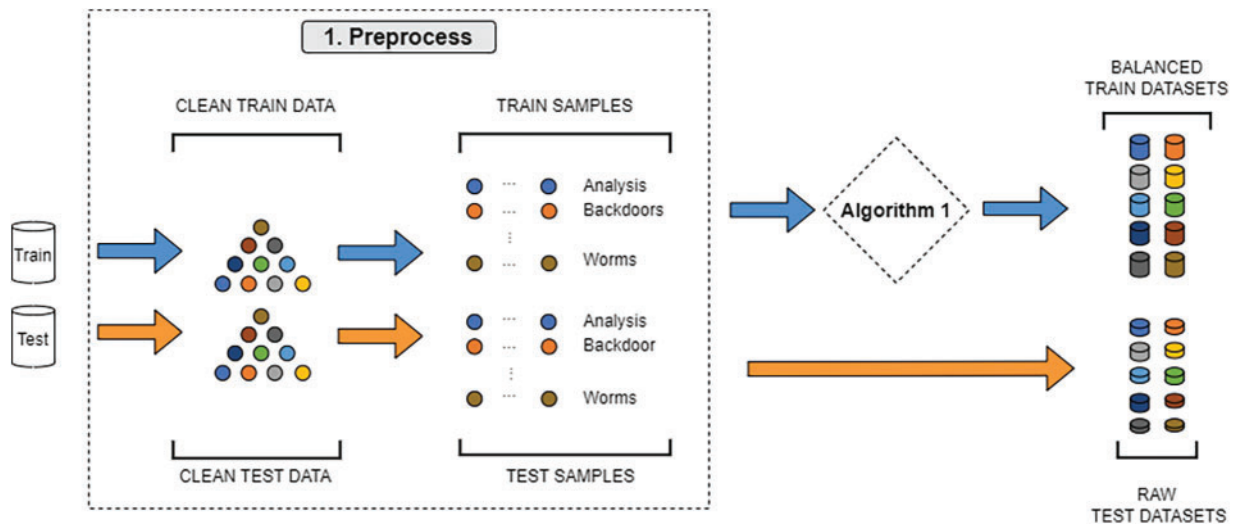 1. Preprocess
CLEAN TRAIN DATA
TRAIN SAMPLES
BALANCED
TRAIN DATASETS
Train
Test
... Analysis
... Backdoors
...
... Worms
... Analysis
... Backdoor
...
... Worms
Algorithm 1
CLEAN TEST DATA
TEST SAMPLES
RAW
TEST DATASETS